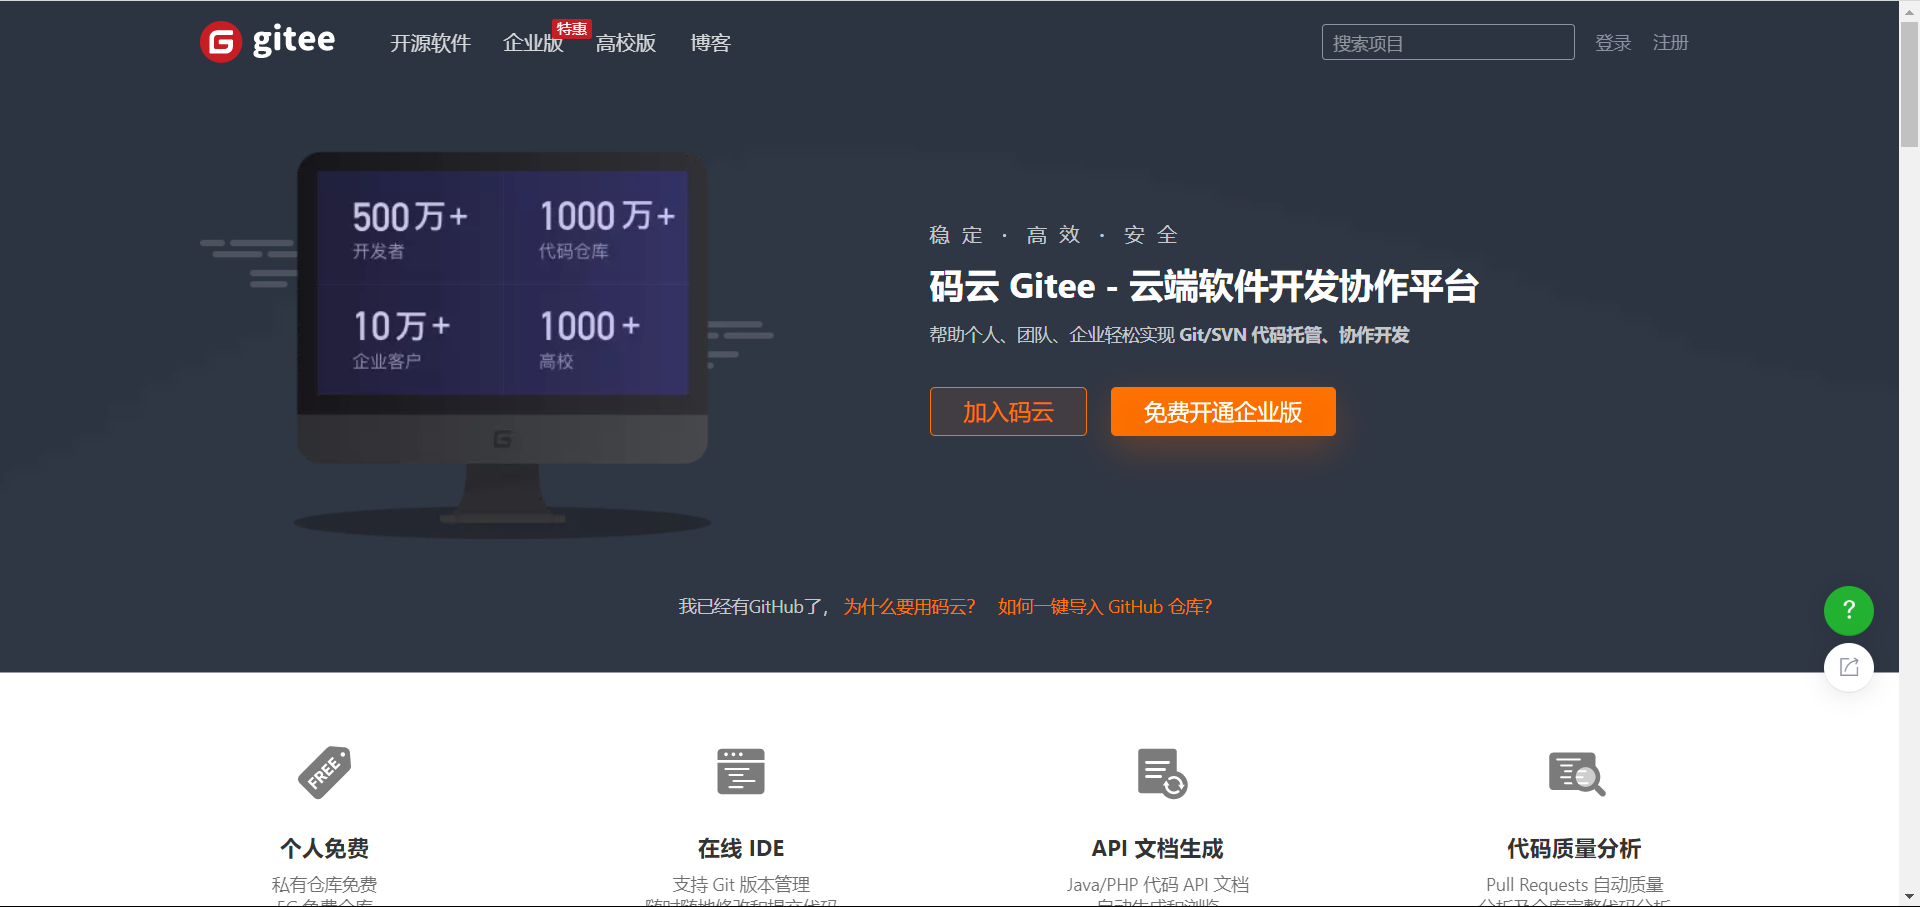 gitee 开源软件 企业版 特惠 高校版 博客 搜索项目 登录 注册
500万+ 1000万+
开发者 代码仓库
10万+ 1000+
企业客户 高校
稳定 · 高效 · 安全
码云 Gitee - 云端软件开发协作平台
帮助个人、团队、企业轻松实现 Git/SVN 代码托管、协作开发
加入码云 免费开通企业版
我已经有GitHub了， 为什么要用码云? 如何一键导入 GitHub 仓库?
?
FREE
个人免费 在线 IDE API 文档生成 代码质量分析
私有仓库免费 支持 Git 版本管理 Java/PHP 代码 API 文档 Pull Requests 自动质量